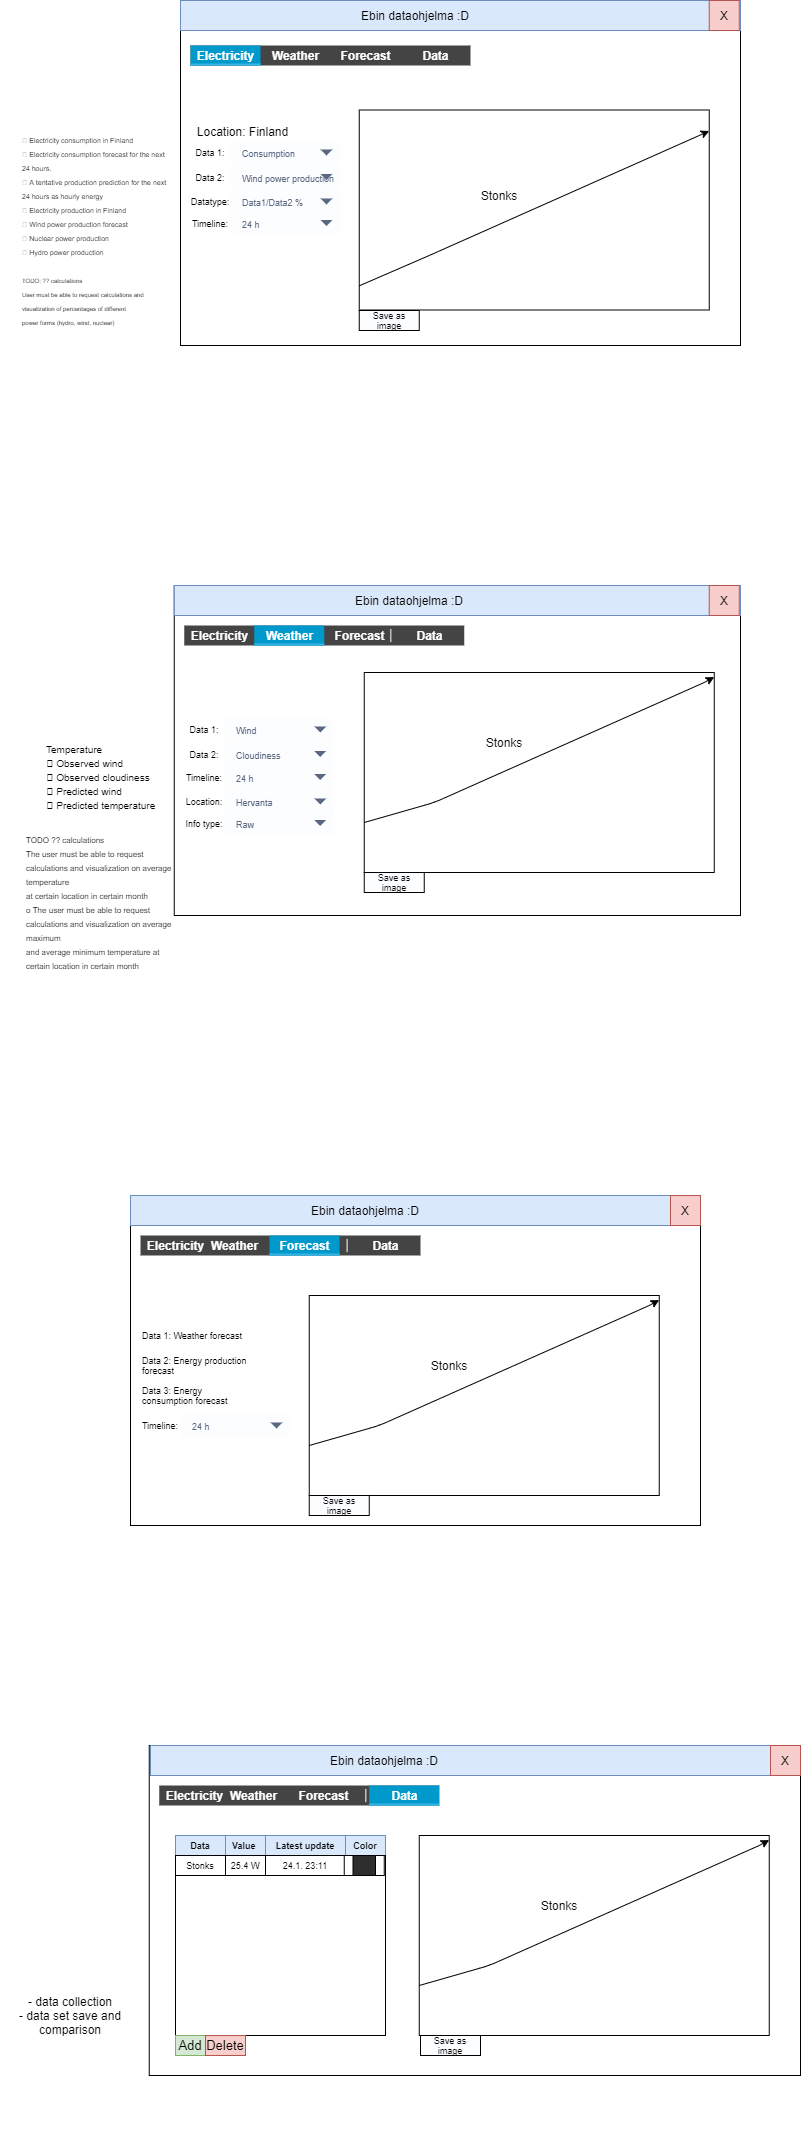 Ebin dataohjelma :D
X
Electricity Weather Forecast Data
Location: Finland
Data 1: Consumption
Data 2: Wind power production
Datatype: Data1/Data2 %
Timeline: 24 h
Stonks
Save as
image
Electricity consumption in Finland
Electricity consumption forecast for the next
24 hours.
A tentative production prediction for the next
24 hours as hourly energy
Electricity production in Finland
Wind power production forecast
Nuclear power production
Hydro power production
TODO: ?? calculations
User must be able to request calculations and
visualization of percentages of different
power forms (hydro, wind, nuclear)
Ebin dataohjelma :D
X
Electricity Weather Forecast | Data
Data 1: Wind
Data 2: Cloudiness
Timeline: 24 h
Location: Hervanta
Info type: Raw
Stonks
Save as
image
Temperature
Observed wind
Observed cloudiness
Predicted wind
Predicted temperature
TODO ?? calculations
The user must be able to request
calculations and visualization on average
temperature
at certain location in certain month
o The user must be able to request
calculations and visualization on average
maximum
and average minimum temperature at
certain location in certain month
Ebin dataohjelma :D
X
Electricity Weather Forecast | Data
Data 1: Weather forecast
Data 2: Energy production
forecast
Data 3: Energy
consumption forecast
Timeline: 24 h
Stonks
Save as
image
Ebin dataohjelma :D
X
Electricity Weather Forecast | Data
Data Value Latest update Color
Stonks 25.4 W 24.1. 23:11
Add Delete
Stonks
Save as
image
- data collection
- data set save and
comparison